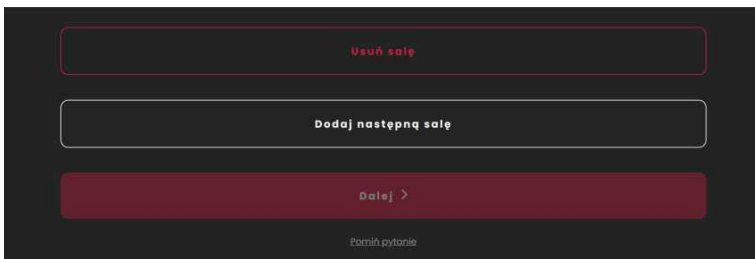 Usuń salę
Dodaj następną salę
Dalej >
Pomiń pytanie